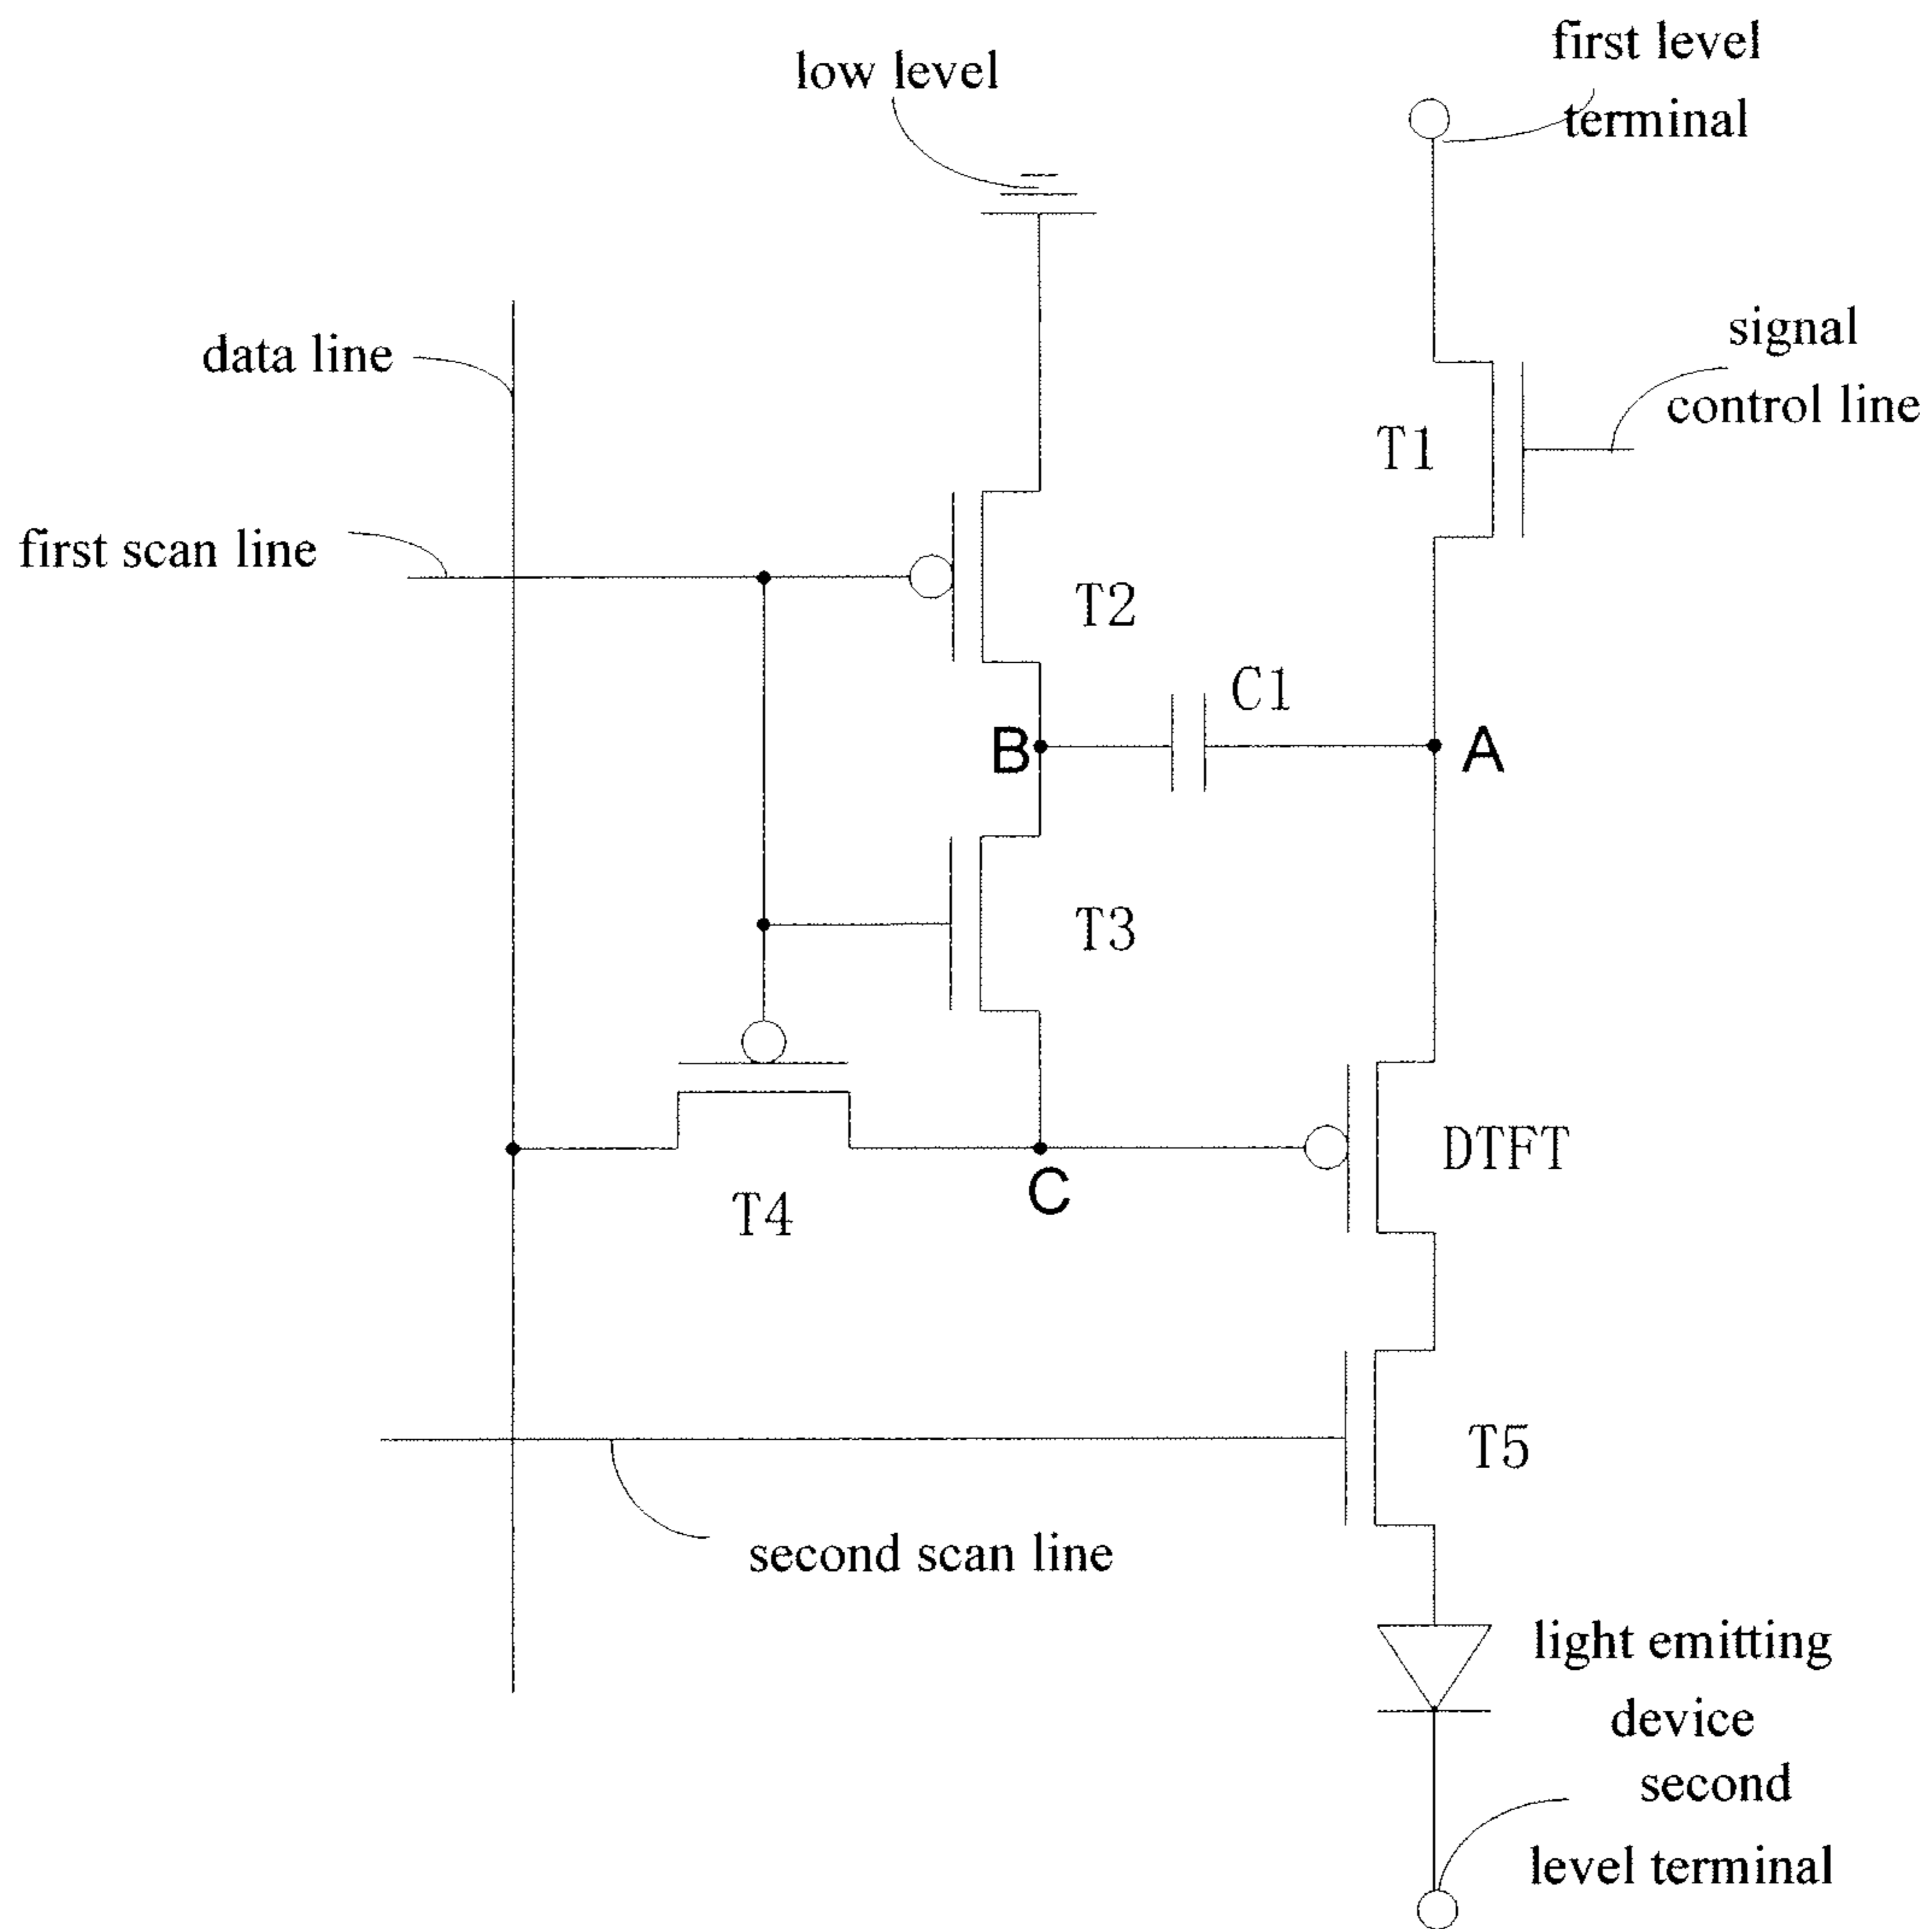 first level
terminal
low level
signal
control line
data line
T1
first scan line
T2
C1
B
A
T3
DTFT
C
T4
T5
second scan line
light emitting
device
second
level terminal